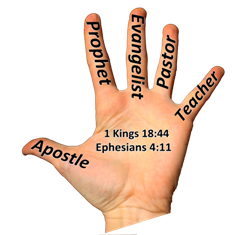 Apostle
Prophet
Evangelist
Pastor
Teacher
1 Kings 18:44
Ephesians 4:11